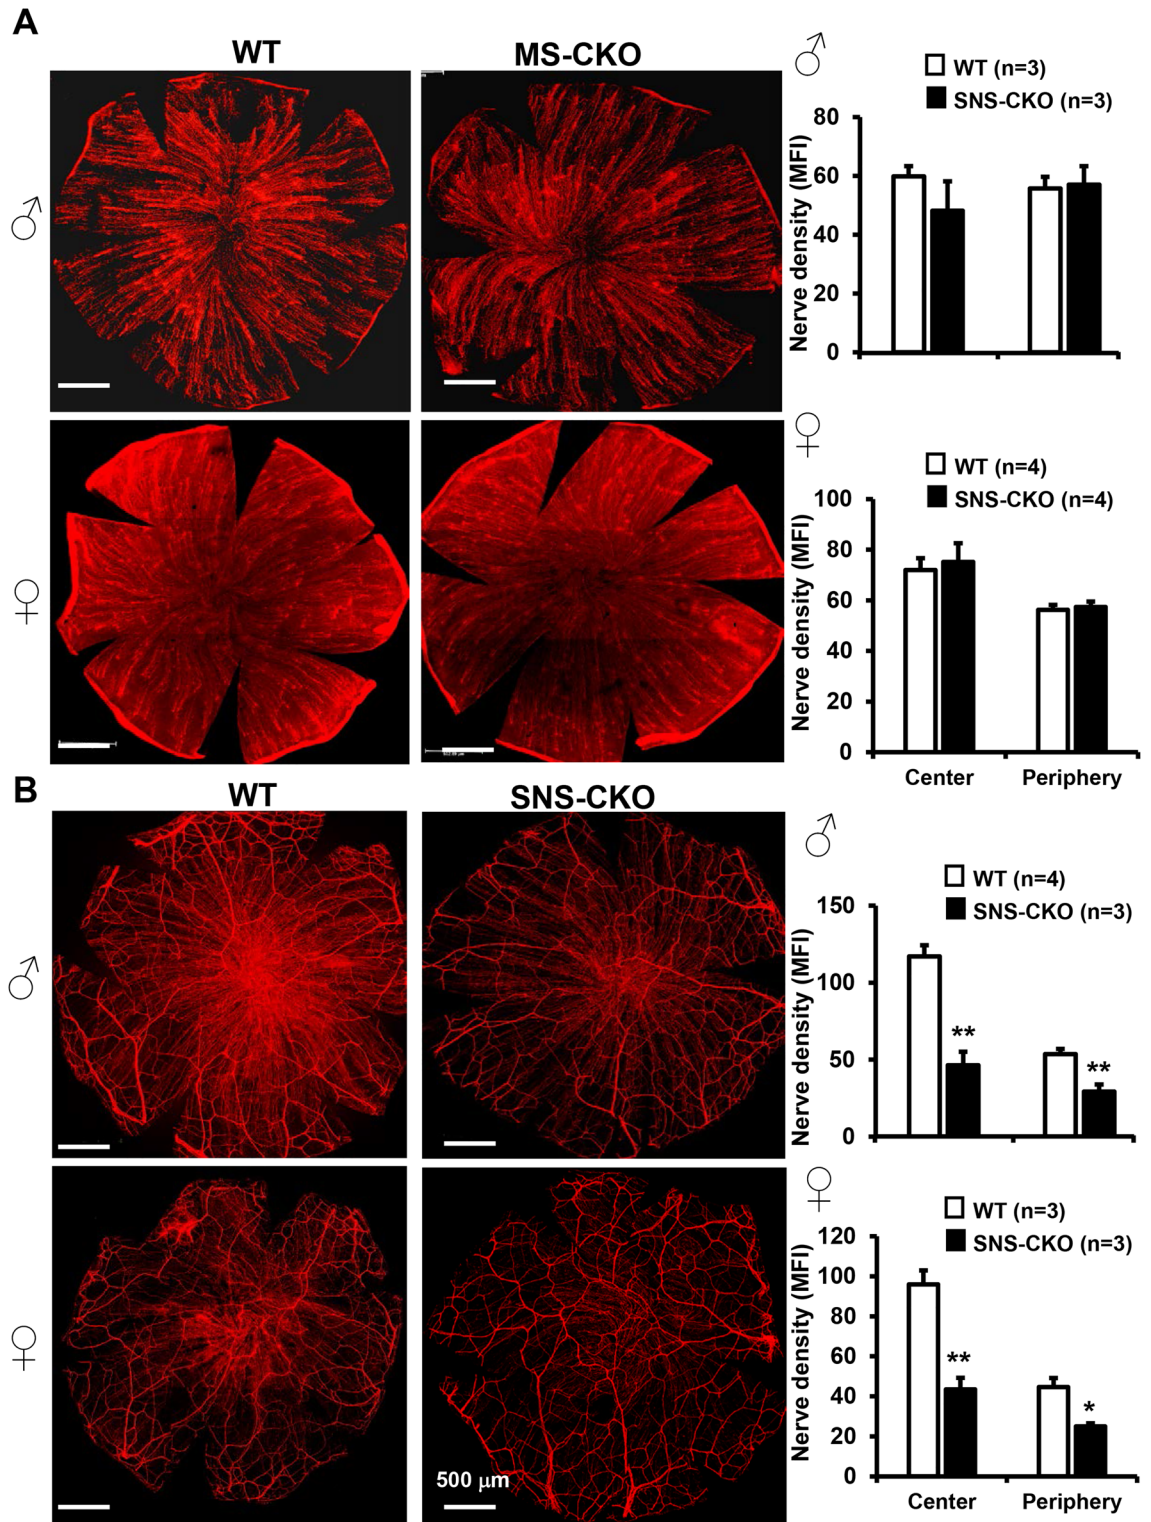 A
WT
MS-CKO
♂
WT (n=3)
SNS-CKO (n=3)
Nerve density (MFI)
80
60
40
20
0
♂
♀
WT (n=4)
SNS-CKO (n=4)
Nerve density (MFI)
100
80
60
40
20
0
Center
Periphery
♀
B
WT
SNS-CKO
♂
WT (n=4)
SNS-CKO (n=3)
Nerve density (MFI)
150
100
50
0
**
**
♂
♀
WT (n=3)
SNS-CKO (n=3)
Nerve density (MFI)
120
100
80
60
40
20
0
**
*
Center
Periphery
♀
500 μm